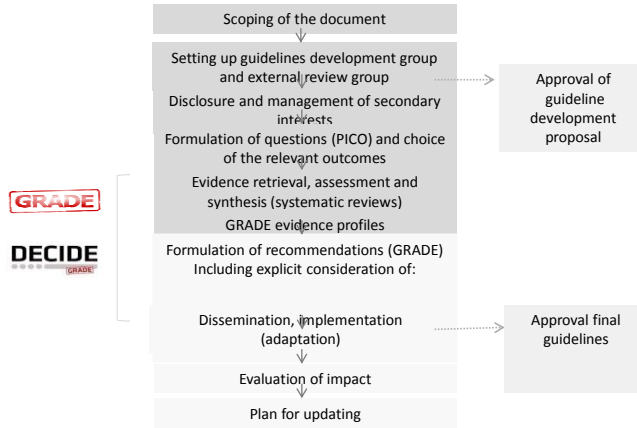 Scoping of the document
Setting up guidelines development group
and external review group
Approval of
guideline
development
proposal
Disclosure and management of secondary
interests
Formulation of questions (PICO) and choice
of the relevant outcomes
Evidence retrieval, assessment and
synthesis (systematic reviews)
GRADE evidence profiles
GRADE
DECIDE
GRADE
Formulation of recommendations (GRADE)
Including explicit consideration of:
Dissemination, implementation
(adaptation)
Approval final
guidelines
Evaluation of impact
Plan for updating